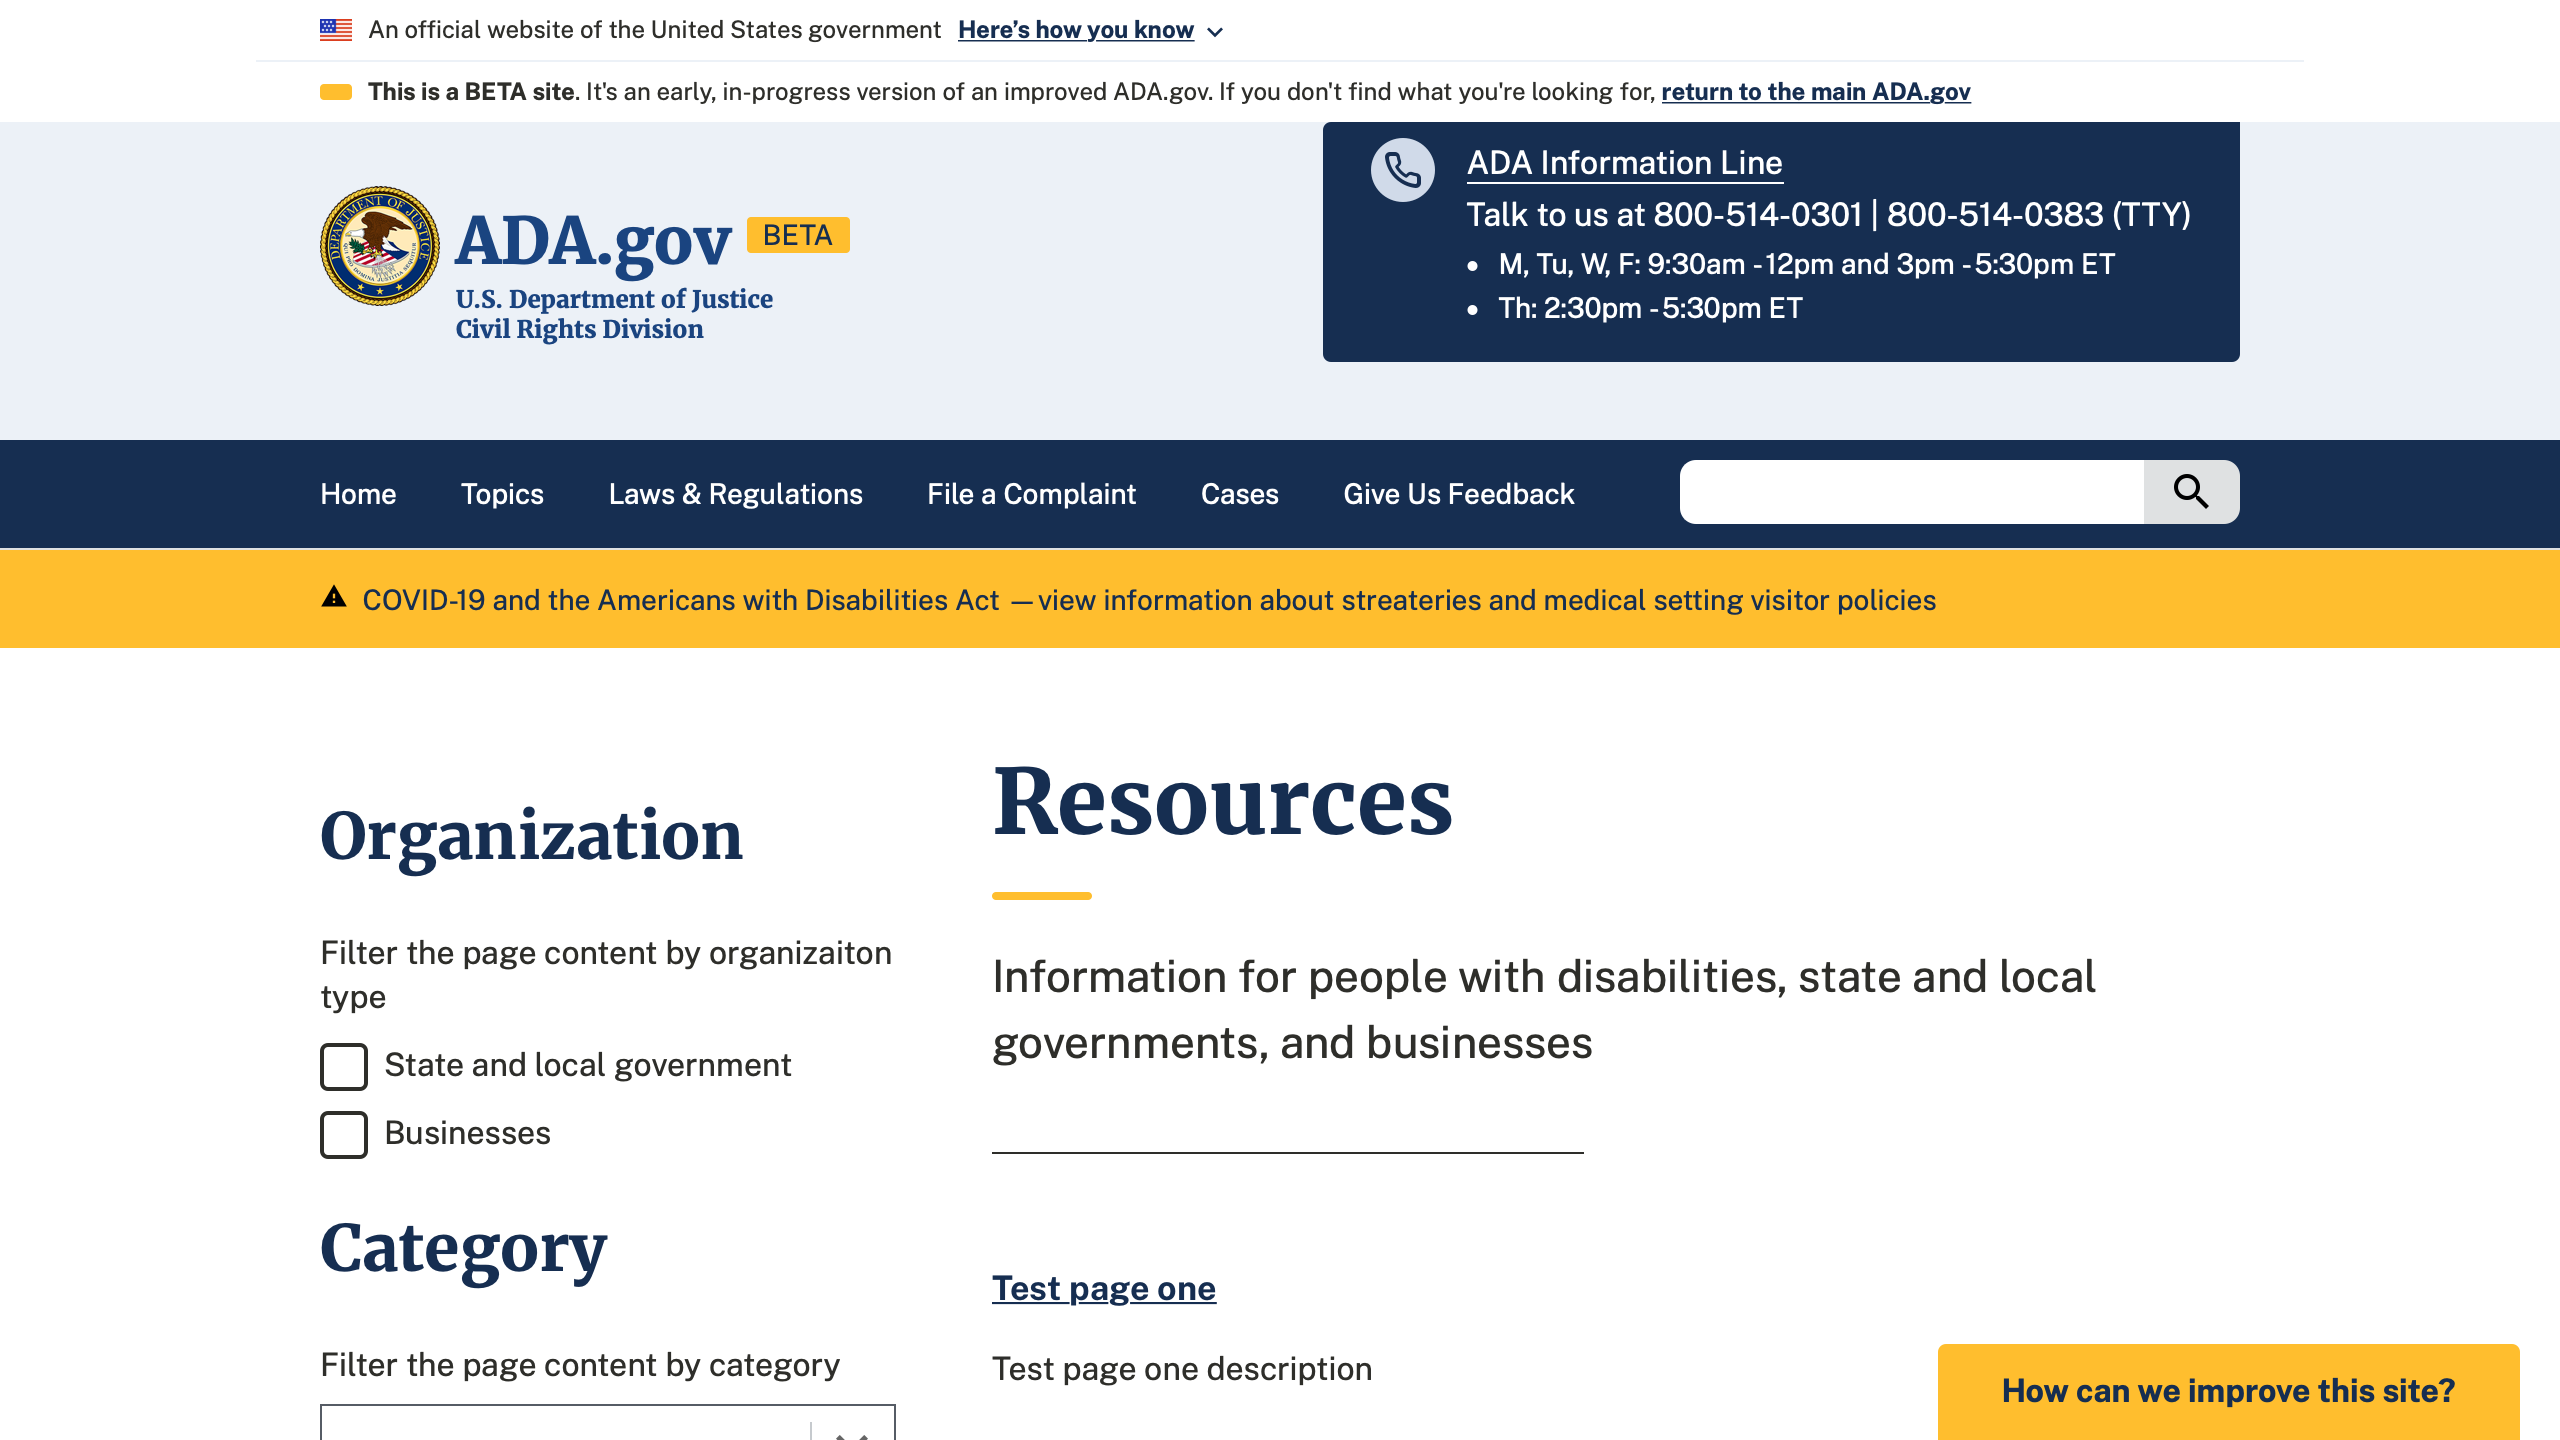 An official website of the United States government Here’s how you know
This is a BETA site. It's an early, in-progress version of an improved ADA.gov. If you don't find what you're looking for, return to the main ADA.gov
ADA.gov BETA
U.S. Department of Justice
Civil Rights Division
ADA Information Line
Talk to us at 800-514-0301 | 800-514-0383 (TTY)
• M, Tu, W, F: 9:30am - 12pm and 3pm - 5:30pm ET
• Th: 2:30pm - 5:30pm ET
Home Topics Laws & Regulations File a Complaint Cases Give Us Feedback
COVID-19 and the Americans with Disabilities Act — view information about streateries and medical setting visitor policies
Organization
Filter the page content by organizaiton
type
State and local government
Businesses
Category
Filter the page content by category
Resources
Information for people with disabilities, state and local
governments, and businesses
Test page one
Test page one description
How can we improve this site?